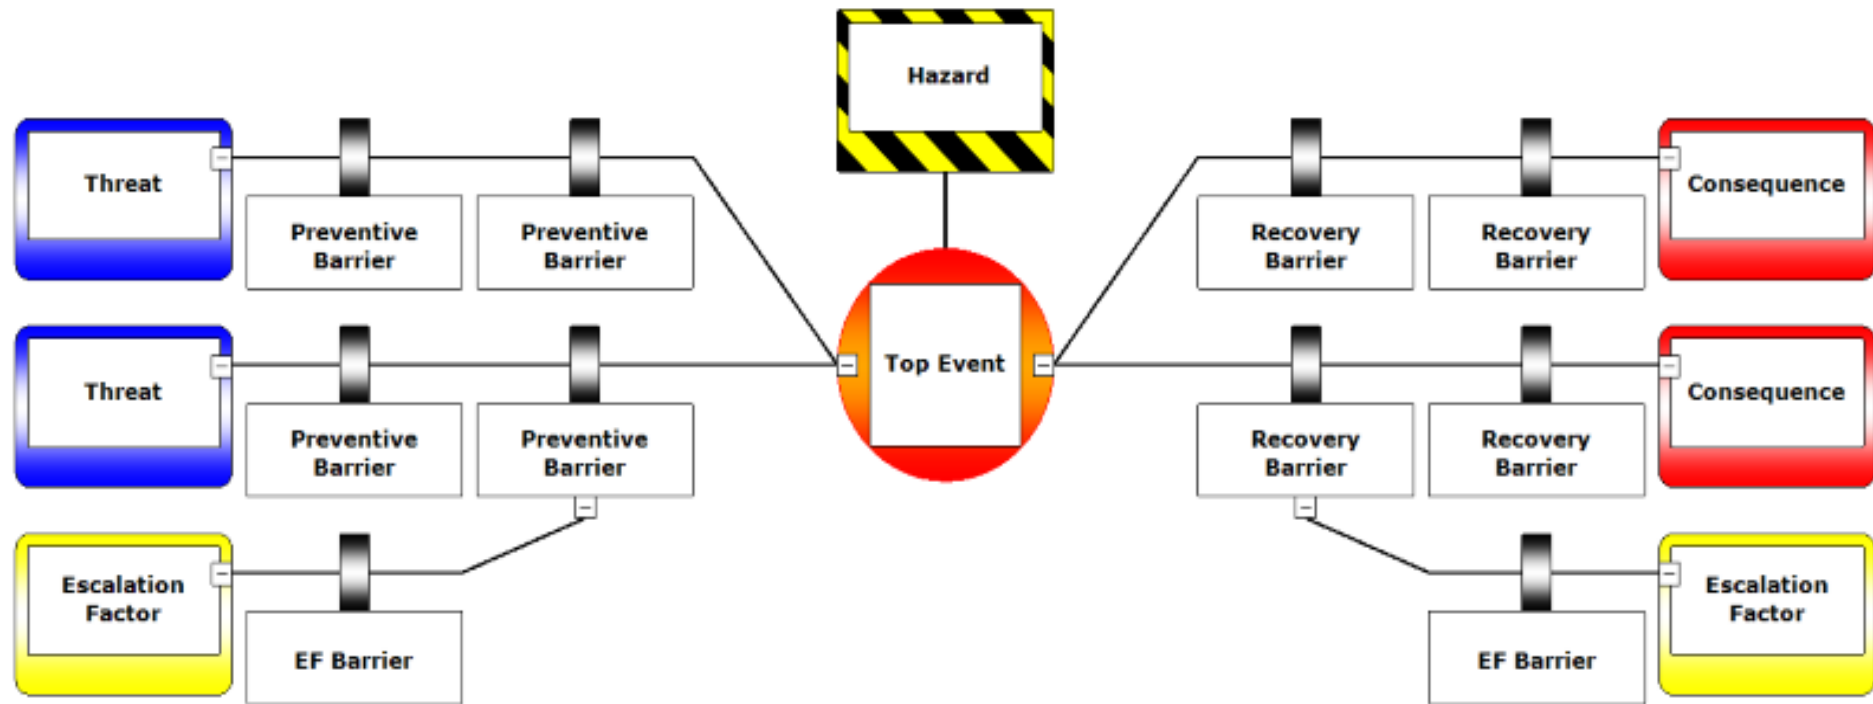 Hazard
Threat
Preventive
Barrier
Preventive
Barrier
Recovery
Barrier
Recovery
Barrier
Consequence
Top Event
Threat
Preventive
Barrier
Preventive
Barrier
Recovery
Barrier
Recovery
Barrier
Consequence
Escalation
Factor
EF Barrier
EF Barrier
Escalation
Factor